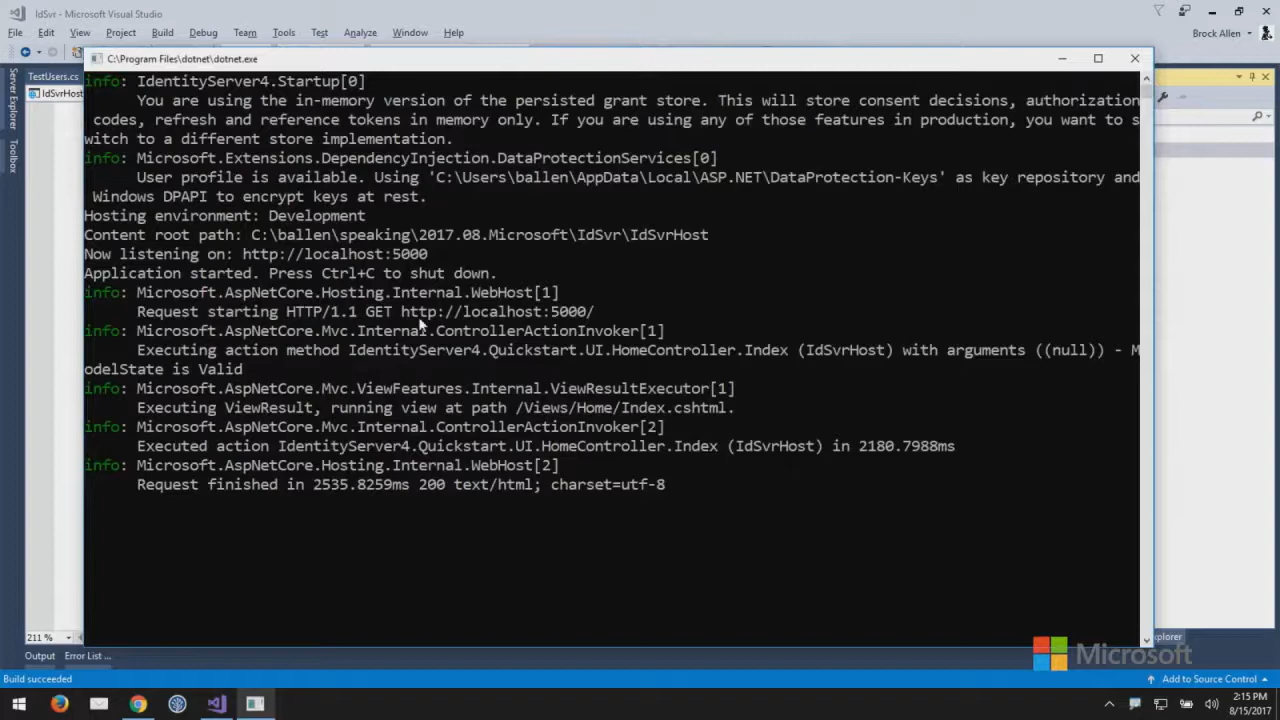 IdSvr - Microsoft Visual Studio
File Edit View Project Build Debug Team Tools Test Analyze Window Help
Brock Allen
C:\Program Files\dotnet\dotnet.exe
TestUsers.cs
IdSvrHost
Server Explorer
Toolbox
info: IdentityServer4.Startup[0]
You are using the in-memory version of the persisted grant store. This will store consent decisions, authorization
codes, refresh and reference tokens in memory only. If you are using any of those features in production, you want to s
witch to a different store implementation.
info: Microsoft.Extensions.DependencyInjection.DataProtectionServices[0]
User profile is available. Using 'C:\Users\ballen\AppData\Local\ASP.NET\DataProtection-Keys' as key repository and
Windows DPAPI to encrypt keys at rest.
Hosting environment: Development
Content root path: C:\ballen\speaking\2017.08.Microsoft\IdSvr\IdSvrHost
Now listening on: http://localhost:5000
Application started. Press Ctrl+C to shut down.
info: Microsoft.AspNetCore.Hosting.Internal.WebHost[1]
Request starting HTTP/1.1 GET http://localhost:5000/
info: Microsoft.AspNetCore.Mvc.Internal.ControllerActionInvoker[1]
Executing action method IdentityServer4.Quickstart.UI.HomeController.Index (IdSvrHost) with arguments ((null)) - M
odelState is Valid
info: Microsoft.AspNetCore.Mvc.ViewFeatures.Internal.ViewResultExecutor[1]
Executing ViewResult, running view at path /Views/Home/Index.cshtml.
info: Microsoft.AspNetCore.Mvc.Internal.ControllerActionInvoker[2]
Executed action IdentityServer4.Quickstart.UI.HomeController.Index (IdSvrHost) in 2180.7988ms
info: Microsoft.AspNetCore.Hosting.Internal.WebHost[2]
Request finished in 2535.8259ms 200 text/html; charset=utf-8
211 %
xplorer
Microsoft
Output Error List ...
Build succeeded
Add to Source Control
2:15 PM
8/15/2017